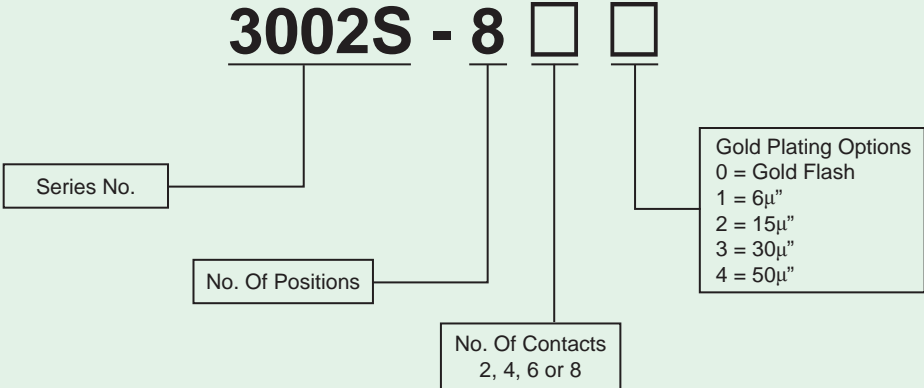 3002S - 8 □ □
Series No.
No. Of Positions
No. Of Contacts
2, 4, 6 or 8
Gold Plating Options
0 = Gold Flash
1 = 6μ”
2 = 15μ”
3 = 30μ”
4 = 50μ”